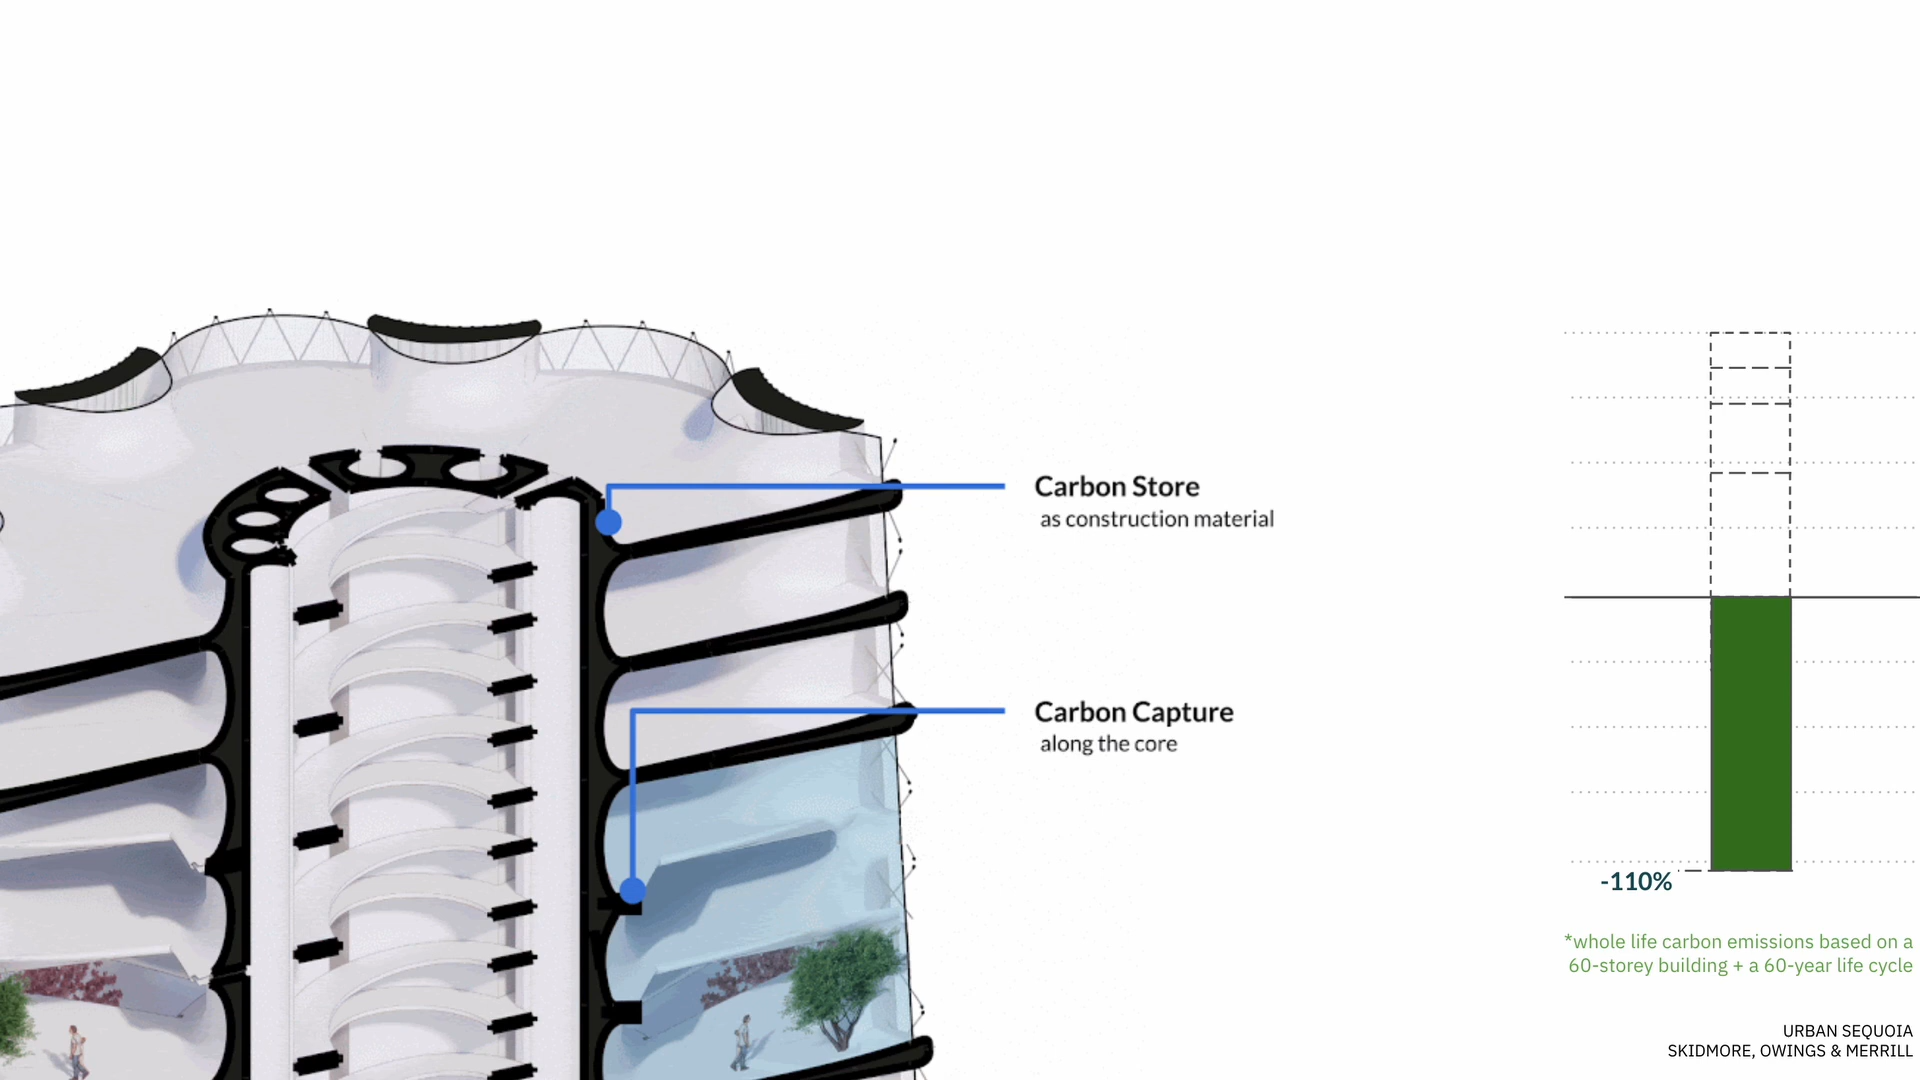 Carbon Store
as construction material
Carbon Capture
along the core
-110%
*whole life carbon emissions based on a
60-storey building + a 60-year life cycle
URBAN SEQUOIA
SKIDMORE, OWINGS & MERRILL